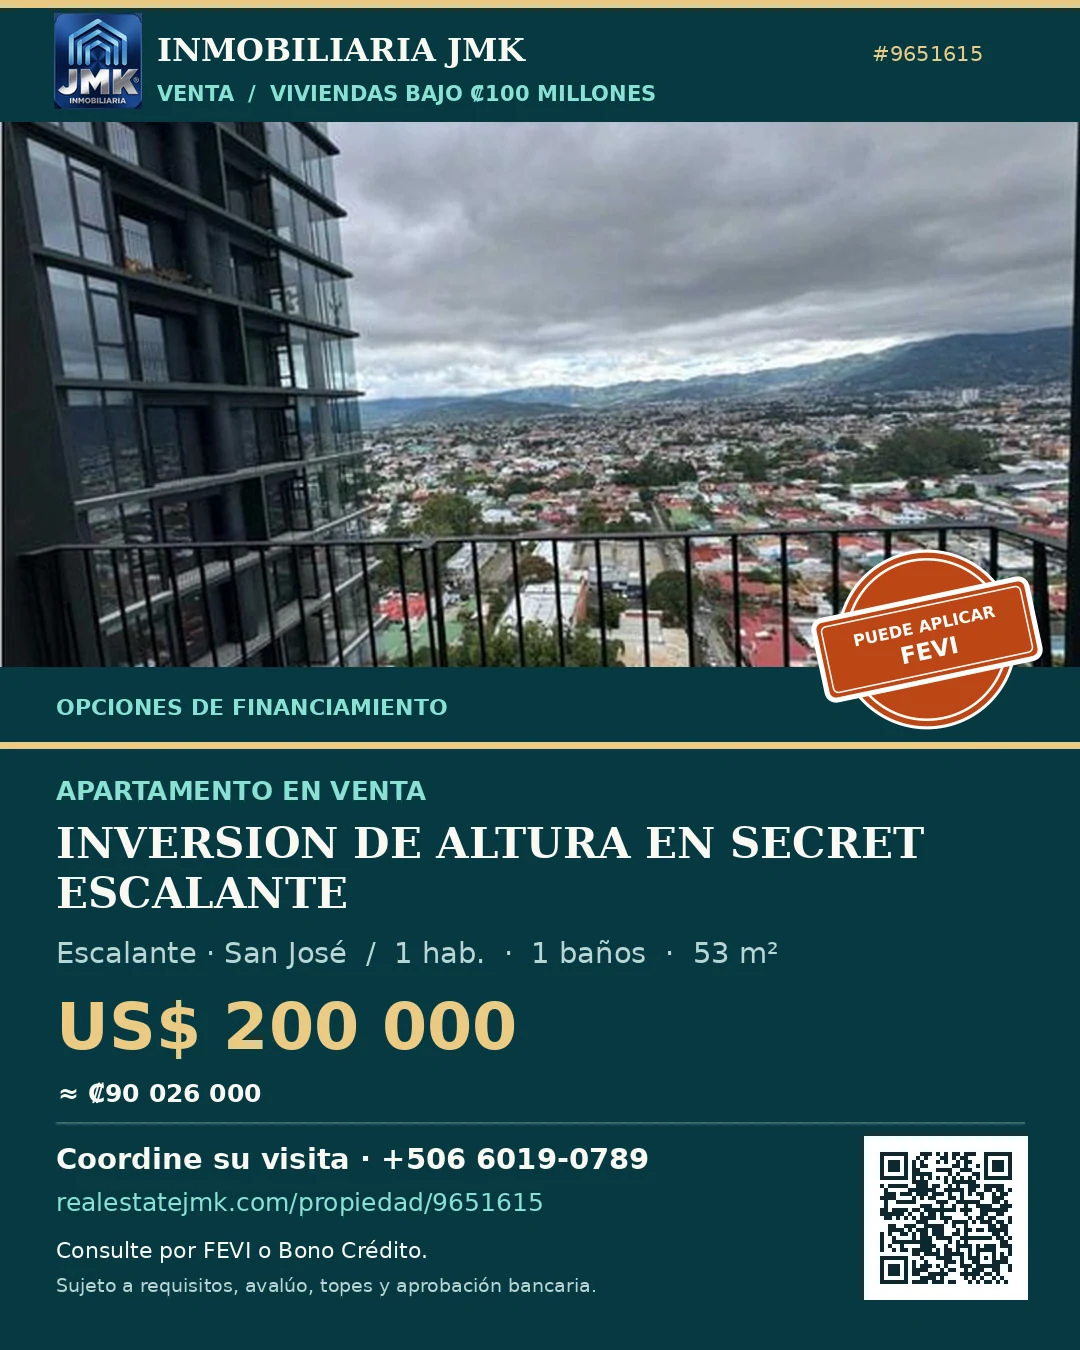 JMK
INMOBILIARIA
INMOBILIARIA JMK
VENTA / VIVIENDAS BAJO ₡100 MILLONES
#9651615
PUEDE APLICAR
FEVI
OPCIONES DE FINANCIAMIENTO
APARTAMENTO EN VENTA
INVERSION DE ALTURA EN SECRET
ESCALANTE
Escalante · San José / 1 hab. · 1 baños · 53 m²
US$ 200 000
≈ ₡90 026 000
Coordine su visita · +506 6019-0789
realestatejmk.com/propiedad/9651615
Consulte por FEVI o Bono Crédito.
Sujeto a requisitos, avalúo, topes y aprobación bancaria.